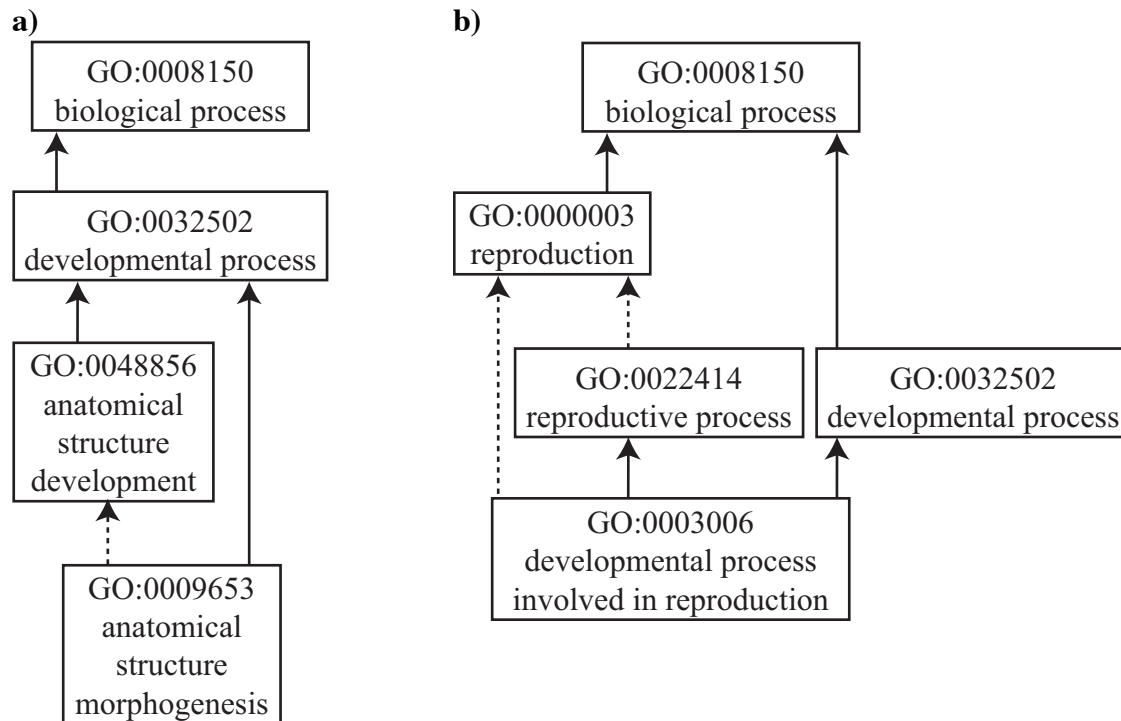 a)
GO:0008150
biological process
GO:0032502
developmental process
GO:0048856
anatomical
structure
development
GO:0009653
anatomical
structure
morphogenesis
b)
GO:0008150
biological process
GO:0000003
reproduction
GO:0022414
reproductive process
GO:0032502
developmental process
GO:0003006
developmental process
involved in reproduction